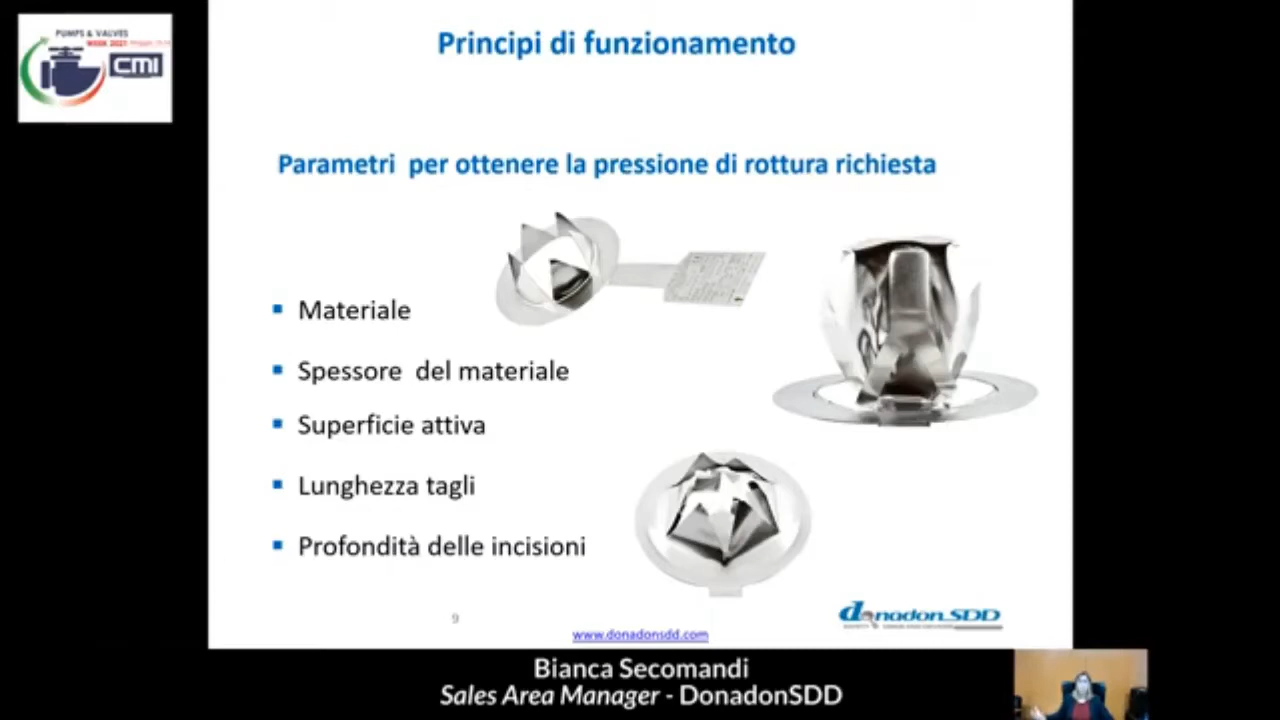 PUMPS & VALVES
WEEK 2021
CMI
Principi di funzionamento
Parametri per ottenere la pressione di rottura richiesta
Materiale
Spessore del materiale
Superficie attiva
Lunghezza tagli
Profondità delle incisioni
9
www.donadonsdd.com
donadon SDD
Bianca Secomandi
Sales Area Manager - DonadonSDD